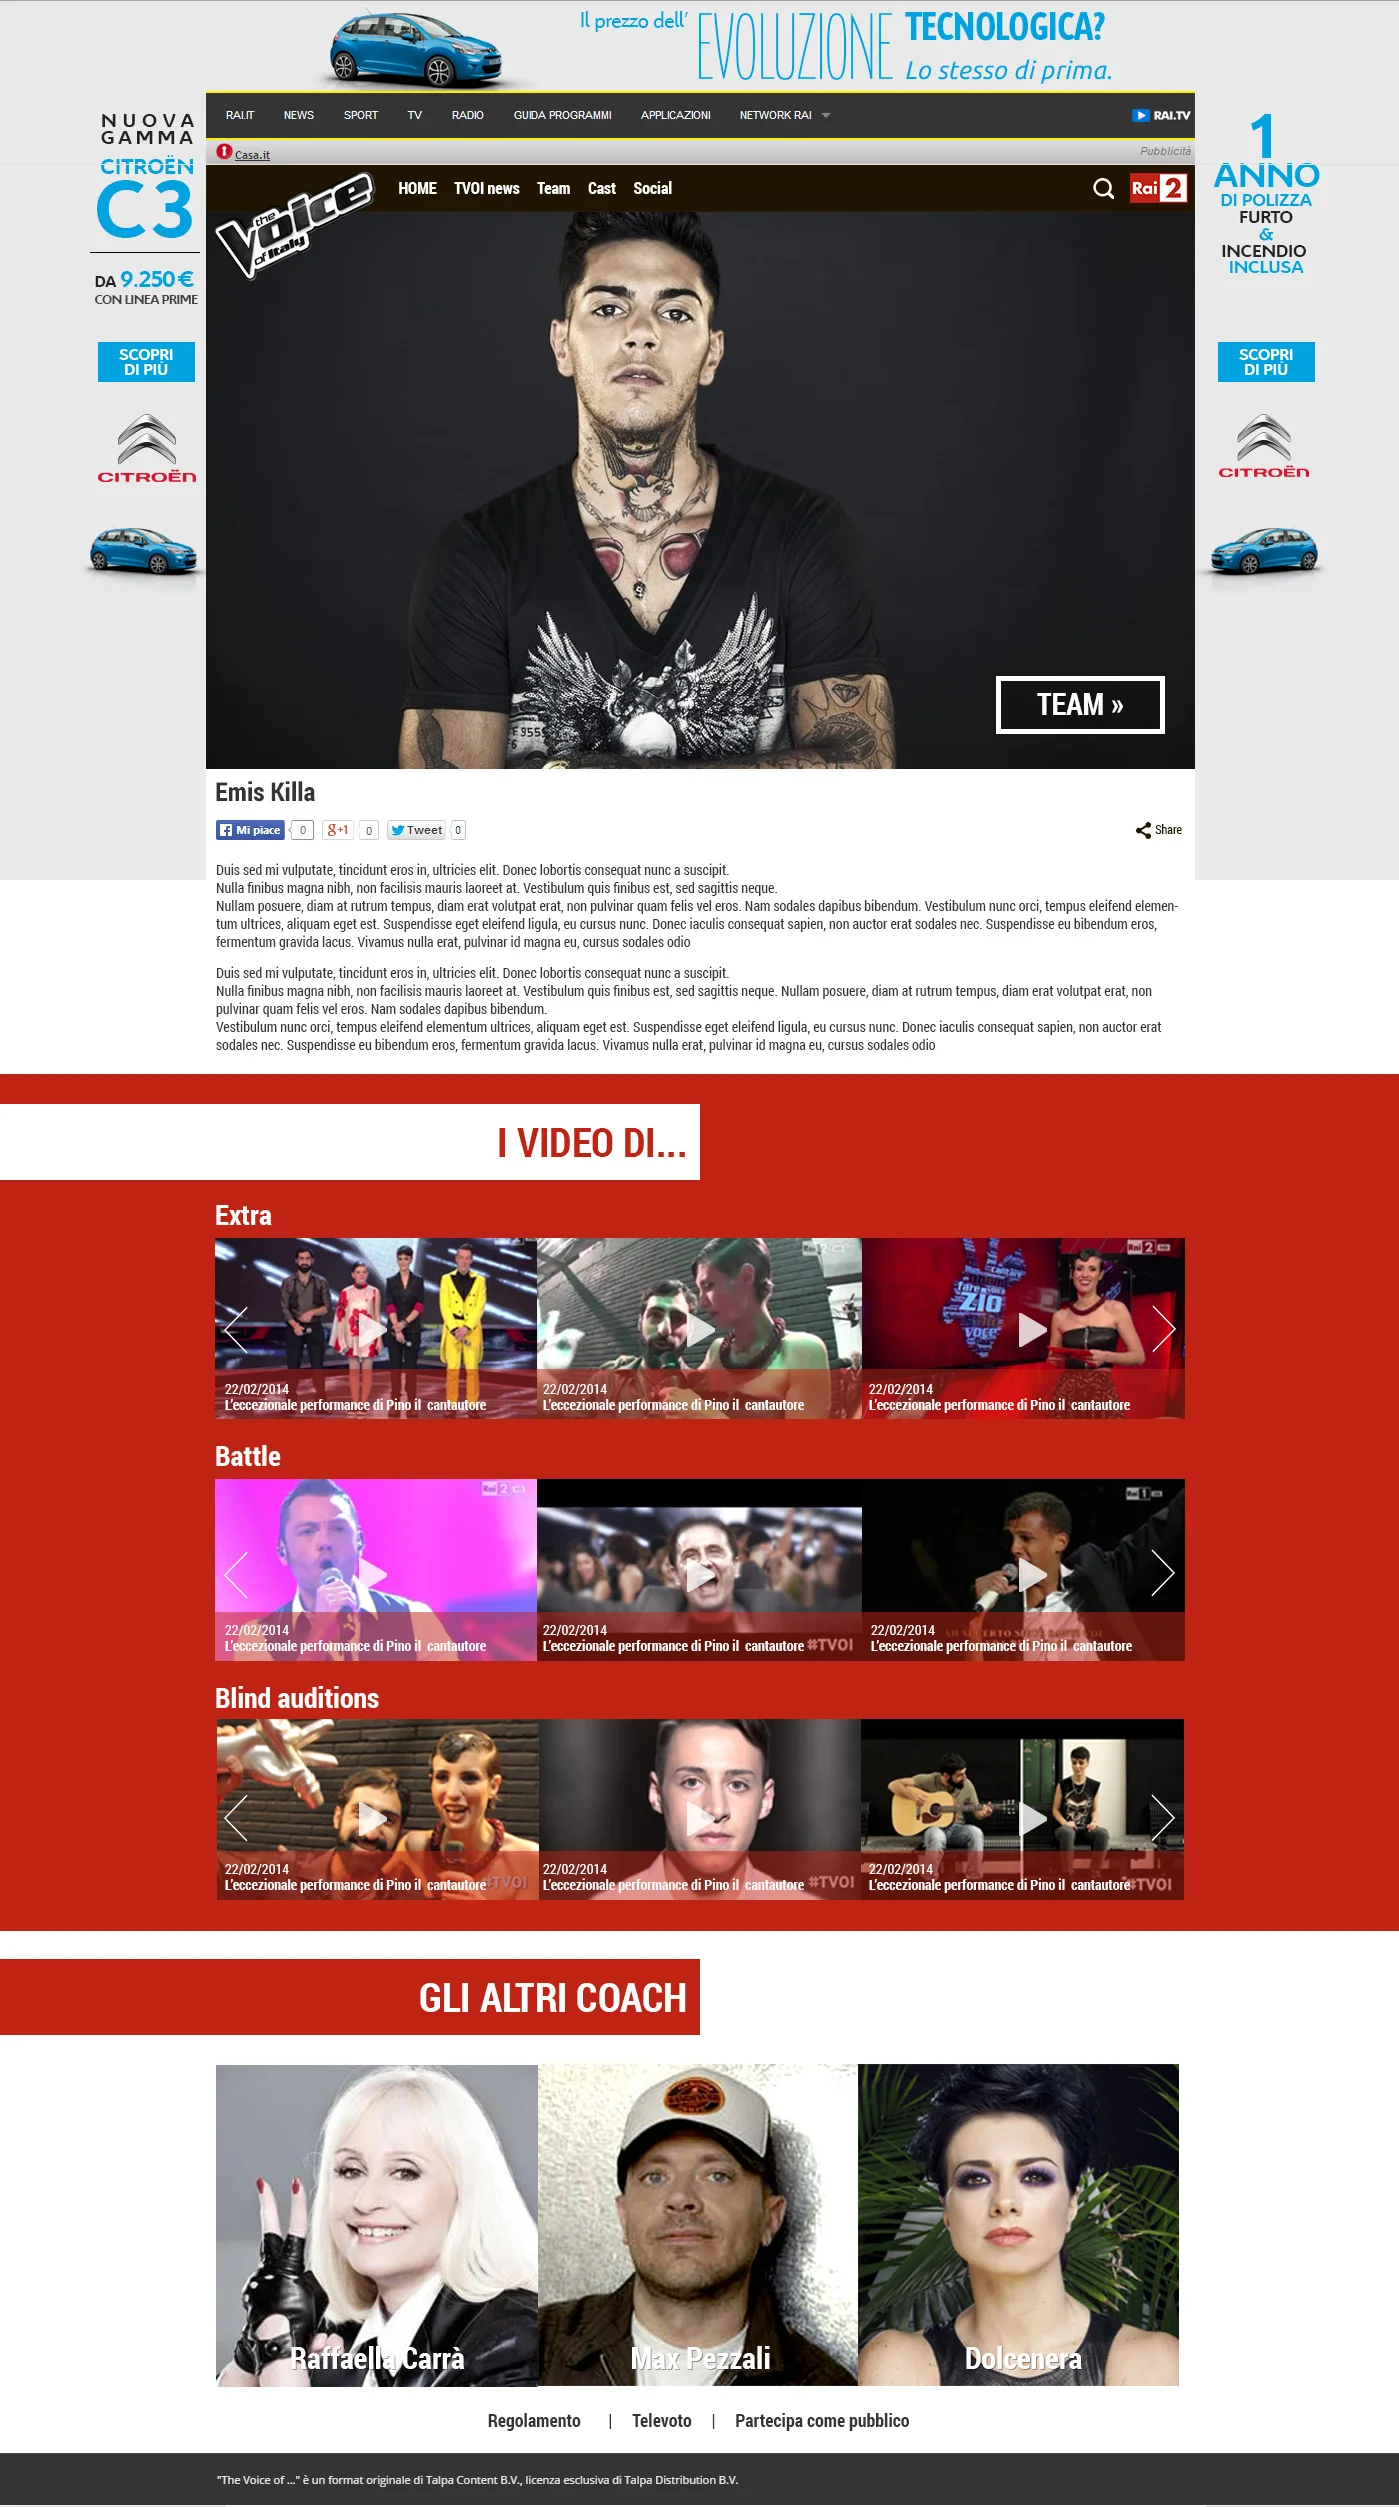 Il prezzo dell' EVOLUZIONE TECNOLOGICA?
Lo stesso di prima.
NUOVA
GAMMA
CITROËN
C3
DA 9.250 €
CON LINEA PRIME
SCOPRI
DI PIÙ
CITROËN
1
ANNO
DI POLIZZA
FURTO
&
INCENDIO
INCLUSA
SCOPRI
DI PIÙ
CITROËN
RAI.IT NEWS SPORT TV RADIO GUIDA PROGRAMMI APPLICAZIONI NETWORK RAI RAI.TV
Casa.it Pubblicità
the Voice of Italy
HOME TVOI news Team Cast Social Rai 2
TEAM »
Emis Killa
Mi piace 0 g+1 0 Tweet 0 Share
Duis sed mi vulputate, tincidunt eros in, ultricies elit. Donec lobortis consequat nunc a suscipit.
Nulla finibus magna nibh, non facilisis mauris laoreet at. Vestibulum quis finibus est, sed sagittis neque.
Nullam posuere, diam at rutrum tempus, diam erat volutpat erat, non pulvinar quam felis vel eros. Nam sodales dapibus bibendum. Vestibulum nunc orci, tempus eleifend elemen-
tum ultrices, aliquam eget est. Suspendisse eget eleifend ligula, eu cursus nunc. Donec iaculis consequat sapien, non auctor erat sodales nec. Suspendisse eu bibendum eros,
fermentum gravida lacus. Vivamus nulla erat, pulvinar id magna eu, cursus sodales odio
Duis sed mi vulputate, tincidunt eros in, ultricies elit. Donec lobortis consequat nunc a suscipit.
Nulla finibus magna nibh, non facilisis mauris laoreet at. Vestibulum quis finibus est, sed sagittis neque. Nullam posuere, diam at rutrum tempus, diam erat volutpat erat, non
pulvinar quam felis vel eros. Nam sodales dapibus bibendum.
Vestibulum nunc orci, tempus eleifend elementum ultrices, aliquam eget est. Suspendisse eget eleifend ligula, eu cursus nunc. Donec iaculis consequat sapien, non auctor erat
sodales nec. Suspendisse eu bibendum eros, fermentum gravida lacus. Vivamus nulla erat, pulvinar id magna eu, cursus sodales odio
I VIDEO DI...
Extra
Rai 2
Rai 2
cantare
ZIO
VOCE
22/02/2014
L'eccezionale performance di Pino il cantautore
22/02/2014
L'eccezionale performance di Pino il cantautore
22/02/2014
L'eccezionale performance di Pino il cantautore
Battle
Rai 2
Rai 1
22/02/2014
L'eccezionale performance di Pino il cantautore
22/02/2014
L'eccezionale performance di Pino il cantautore #TVOI
22/02/2014
L'eccezionale performance di Pino il cantautore
Blind auditions
22/02/2014
L'eccezionale performance di Pino il cantautore #TVOI
22/02/2014
L'eccezionale performance di Pino il cantautore #TVOI
22/02/2014
L'eccezionale performance di Pino il cantautore #TVOI
GLI ALTRI COACH
Raffaella Carrà
Max Pezzali
Dolcenera
Regolamento | Televoto | Partecipa come pubblico
"The Voice of ..." è un format originale di Talpa Content B.V., licenza esclusiva di Talpa Distribution B.V.